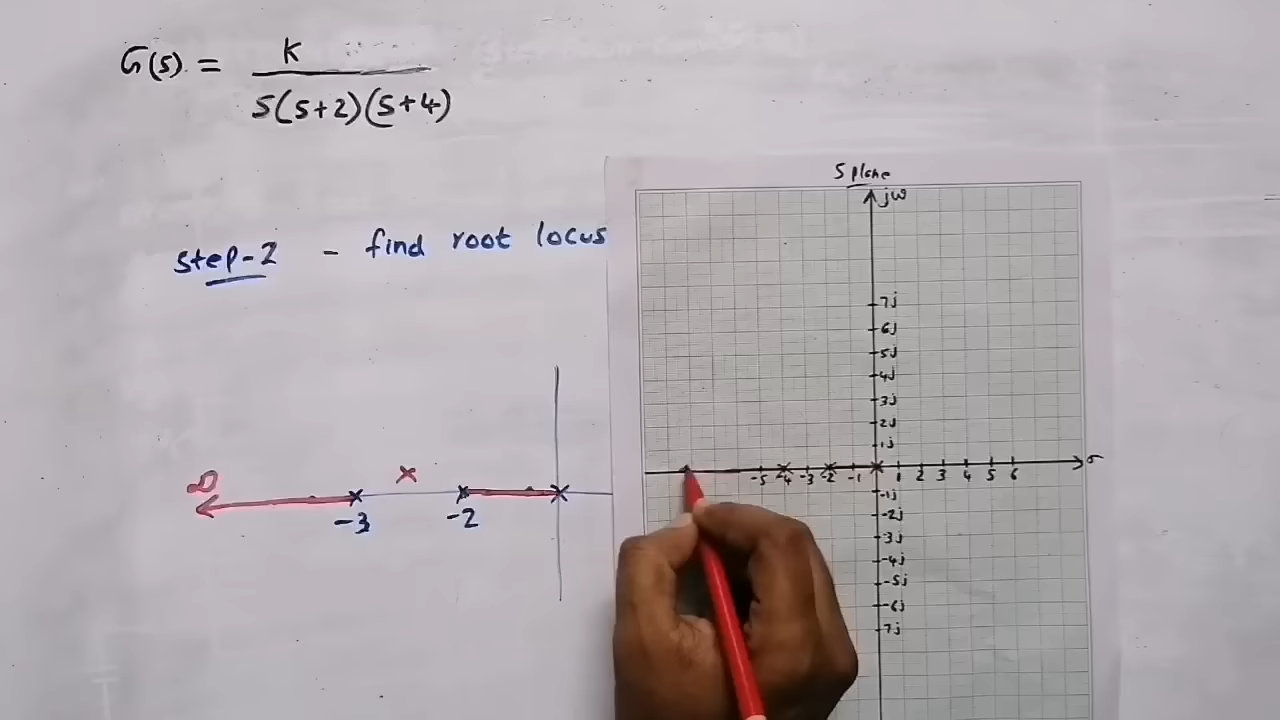 G(s) = K
s(s+2)(s+4)
Step-2 - find root locus
∞
-3 -2
S plane
jω
7j
6j
5j
4j
3j
2j
1j
σ
-5 -4 -3 -2 -1 1 2 3 4 5 6
-1j
-2j
-3j
-4j
-5j
-6j
7j